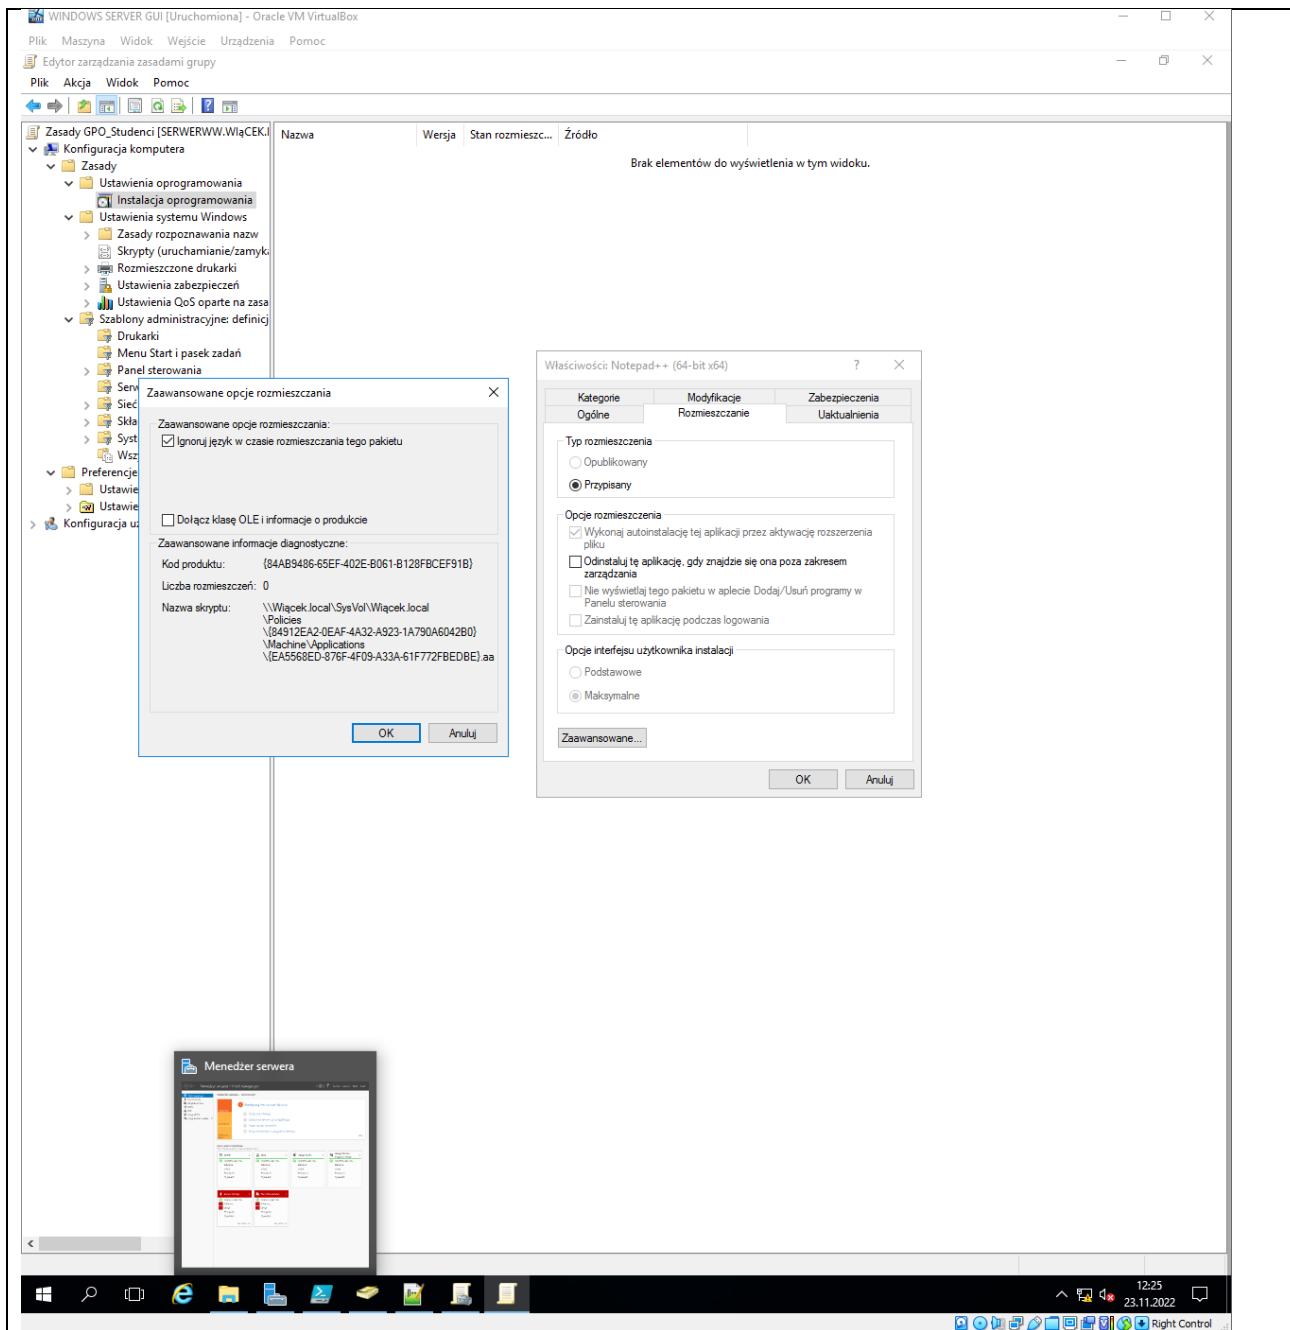 WINDOWS SERVER GUI [Uruchomiona] - Oracle VM VirtualBox
Plik Maszyna Widok Wejście Urządzenia Pomoc
Edytor zarządzania zasadami grupy
Plik Akcja Widok Pomoc
Zasady GPO_Studenci [SERWERWW.WIąCEK.l
Konfiguracja komputera
Zasady
Ustawienia oprogramowania
Instalacja oprogramowania
Ustawienia systemu Windows
Zasady rozpoznawania nazw
Skrypty (uruchamianie/zamyka
Rozmieszczone drukarki
Ustawienia zabezpieczeń
Ustawienia QoS oparte na zasa
Szablony administracyjne: definicj
Drukarki
Menu Start i pasek zadań
Panel sterowania
Serw
Sieć
Skła
Syst
Wsz
Preferencje
Ustawie
Ustawie
Konfiguracja uż
Nazwa Wersja Stan rozmieszc... Źródło
Brak elementów do wyświetlenia w tym widoku.
Zaawansowane opcje rozmieszczania
Zaawansowane opcje rozmieszczania:
Ignoruj język w czasie rozmieszczania tego pakietu
Dołącz klasę OLE i informacje o produkcie
Zaawansowane informacje diagnostyczne:
Kod produktu: {84AB9486-65EF-402E-B061-B128FBCEF91B}
Liczba rozmieszczeń: 0
Nazwa skryptu: \\Wiącek.local\SysVol\Wiącek.local
\Policies
\{84912EA2-0EAF-4A32-A923-1A790A6042B0}
\Machine\Applications
\{EA5568ED-876F-4F09-A33A-61F772FBEDBE}.aa
OK Anuluj
Właściwości: Notepad++ (64-bit x64) ?
Kategorie Modyfikacje Zabezpieczenia
Ogólne Rozmieszczanie Uaktualnienia
Typ rozmieszczenia
Opublikowany
Przypisany
Opcje rozmieszczenia
Wykonaj autoinstalację tej aplikacji przez aktywację rozszerzenia
pliku
Odinstaluj tę aplikację, gdy znajdzie się ona poza zakresem
zarządzania
Nie wyświetlaj tego pakietu w aplecie Dodaj/Usuń programy w
Panelu sterowania
Zainstaluj tę aplikację podczas logowania
Opcje interfejsu użytkownika instalacji
Podstawowe
Maksymalne
Zaawansowane...
OK Anuluj
Menedżer serwera
12:25
23.11.2022
Right Control